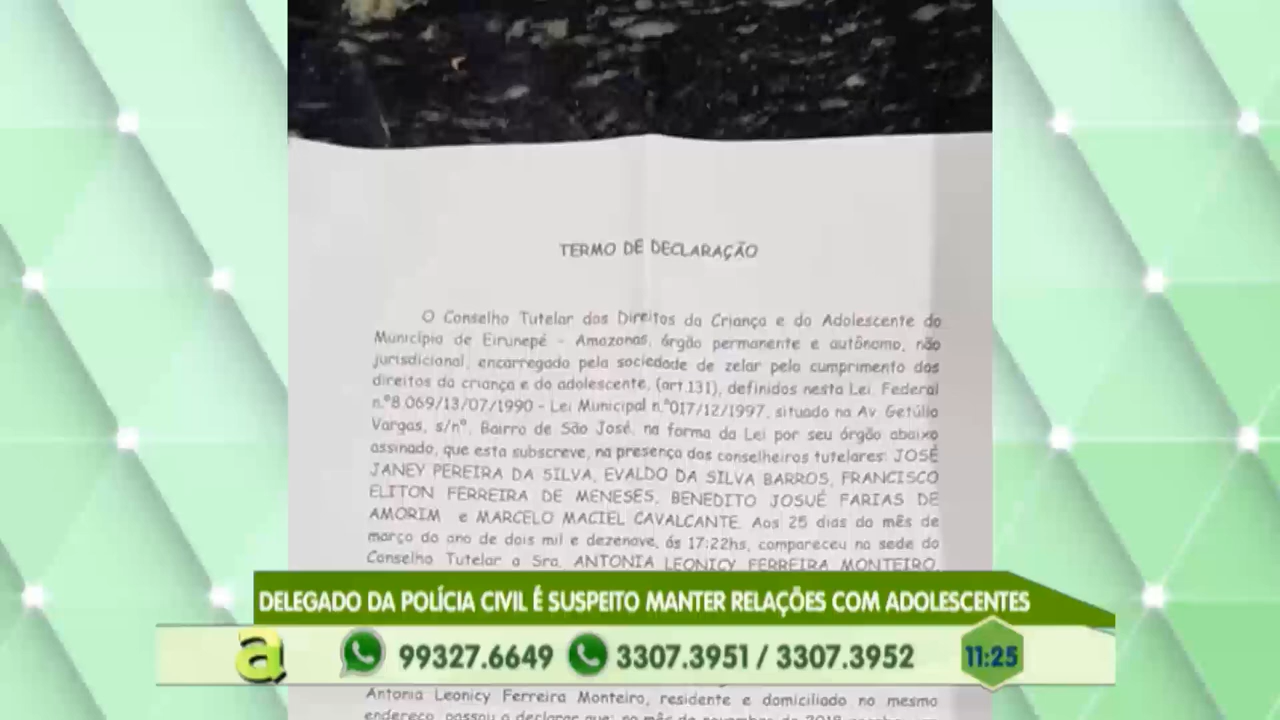 TERMO DE DECLARAÇÃO
O Conselho Tutelar dos Direitos da Criança e do Adolescente do
Município de Eirunepé - Amazonas, órgão permanente e autônomo, não
jurisdicional, encarregado pela sociedade de zelar pelo cumprimento dos
direitos da criança e do adolescente, (art.131), definidos nesta Lei. Federal
n.º8.069/13/07/1990 - Lei Municipal n.º017/12/1997, situado na Av. Getúlio
Vargas, s/nº, Bairro de São José, na forma da Lei por seu órgão abaixo
assinado, que esta subscreve, na presença dos conselheiros tutelares: JOSÉ
JANEY PEREIRA DA SILVA, EVALDO DA SILVA BARROS, FRANCISCO
ELITON FERREIRA DE MENESES, BENEDITO JOSUÉ FARIAS DE
AMORIM e MARCELO MACIEL CAVALCANTE. Aos 25 dias do mês de
março do ano de dois mil e dezenove, ás 17:22hs, compareceu na sede do
Conselho Tutelar a Sra. ANTONIA LEONICY FERREIRA MONTEIRO,
DELEGADO DA POLÍCIA CIVIL É SUSPEITO MANTER RELAÇÕES COM ADOLESCENTES
a 99327.6649 3307.3951 / 3307.3952 11:25
Antonia Leonicy Ferreira Monteiro, residente e domiciliado no mesmo
endereço, passou a declarar que: no mês de novembro de 2018